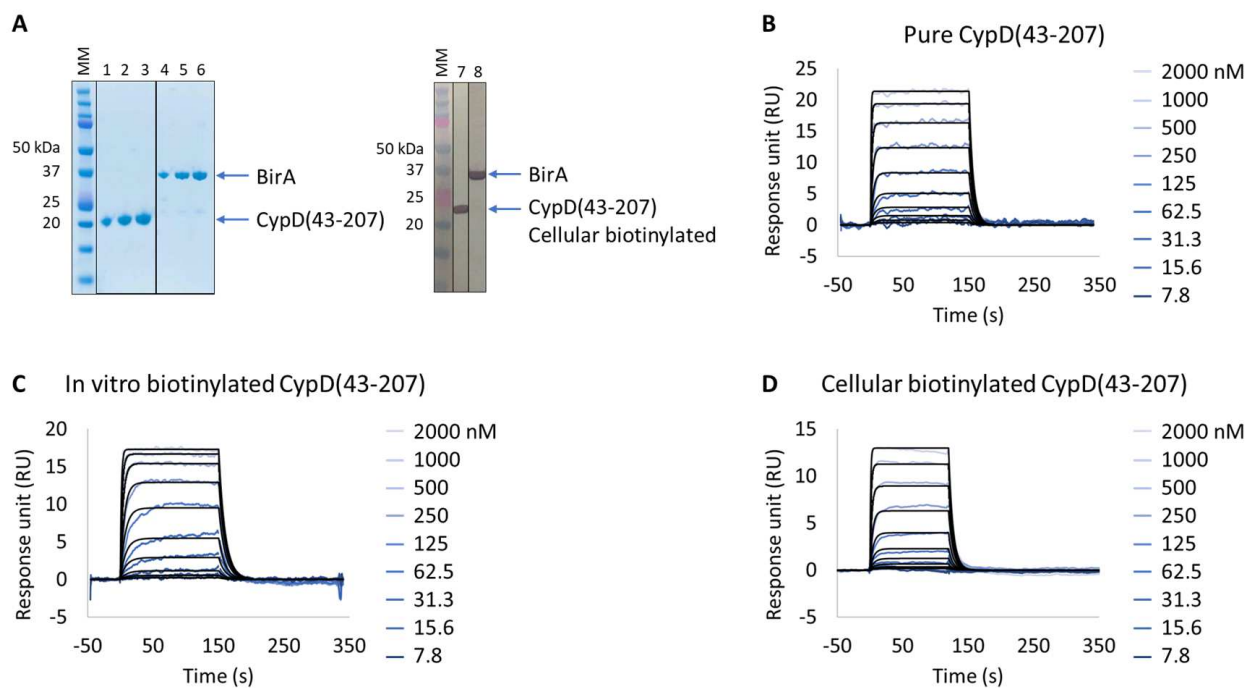 A
MM
1 2 3 4 5 6
50 kDa
37
25
20
BirA
CypD(43-207)
MM
7 8
50 kDa
37
25
20
BirA
CypD(43-207)
Cellular biotinylated
B
Pure CypD(43-207)
Response unit (RU)
25
20
15
10
5
0
-5
-50 50 150 250 350
Time (s)
2000 nM
1000
500
250
125
62.5
31.3
15.6
7.8
C
In vitro biotinylated CypD(43-207)
Response unit (RU)
20
15
10
5
0
-5
-50 50 150 250 350
Time (s)
2000 nM
1000
500
250
125
62.5
31.3
15.6
7.8
D
Cellular biotinylated CypD(43-207)
Response unit (RU)
15
10
5
0
-5
-50 50 150 250 350
Time (s)
2000 nM
1000
500
250
125
62.5
31.3
15.6
7.8